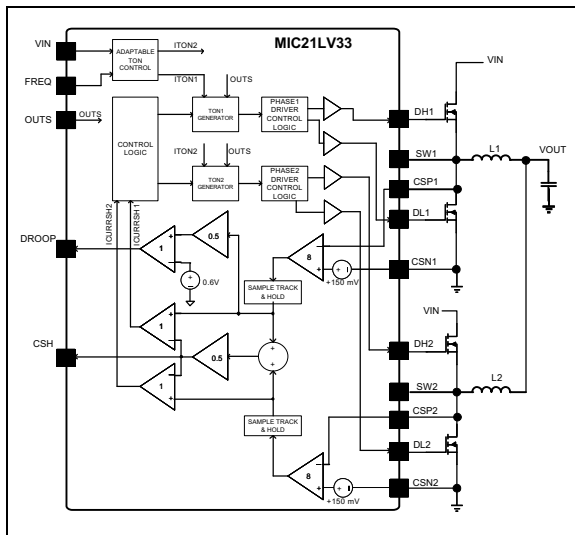 MIC21LV33
VIN
FREQ
OUTS
DROOP
CSH
ADAPTABLE
TON
CONTROL
ITON2
ITON1
OUTS
OUTS
CONTROL
LOGIC
TON1
GENERATOR
PHASE1
DRIVER
CONTROL
LOGIC
ITON2
OUTS
TON2
GENERATOR
PHASE2
DRIVER
CONTROL
LOGIC
ICURRSH2
ICURRSH1
1
+
−
0.5
+
−
0.6V
1
+
−
1
−
+
0.5
+
+
SAMPLE TRACK
& HOLD
8
−
+
+150 mV
SAMPLE TRACK
& HOLD
8
−
+
+150 mV
DH1
SW1
CSP1
DL1
CSN1
DH2
SW2
CSP2
DL2
CSN2
VIN
L1
VOUT
VIN
L2